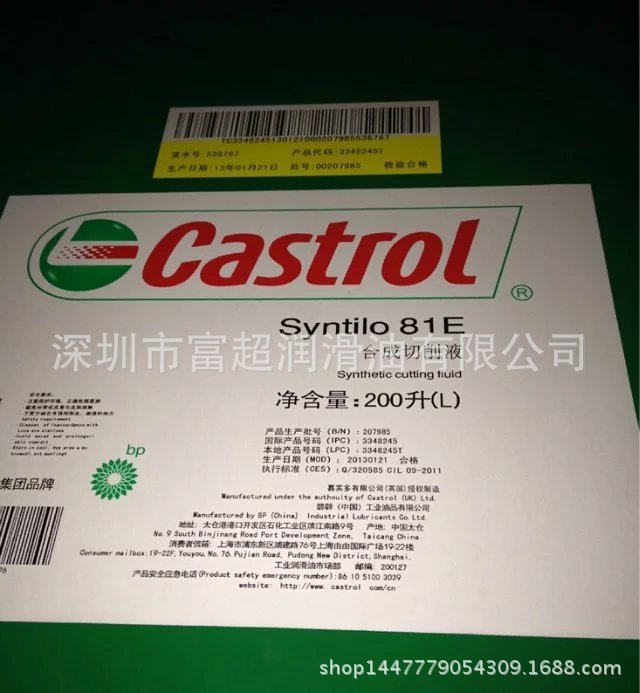 TC3348245130121000207985536767
流水号: 536767 产品代码: 3348245T
生产日期: 13年01月21日 批号: 00207985 检验合格
Castrol
®
Syntilo 81E
深圳市富超润滑油有限公司
合成切削液
Synthetic cutting fluid
净含量: 200升(L)
安全要求:
Safety requirement
产品生产批号 (B/N) : 207985
国际产品号码 (IPC) : 3348245
本地产品号码 (LPC) : 3348245T
生产日期 (MOD) : 20130121 合格
执行标准 (CES) : Q/320585 CIL 09-2011
bp
集团品牌
嘉实多有限公司(英国)授权制造
Manufactured under the authouity of Castrol (UK) Ltd.
碧辟 (中国) 工业油品有限公司
Manufactured by BP (China) Industrial Lubricants Co. Ltd.
地址: 太仓港港口开发区石化工业区滨江南路9号 产地: 中国太仓
No. 9 South Binjiang Road Port Development Zone, Taicang China
消费者信箱: 上海市浦东新区浦建路76号上海由由国际广场19-22楼
Consumer mailbox: 19-22F, Youyou, No. 76, Pujian Road, Pudong New District, Shanghai.
工业润滑油市场部 邮编: 200127
产品安全应急电话 (Product safety emergency number): 86 10 5100 3039
website: http://www. castrol com/cn
76
shop1447779054309.1688.com